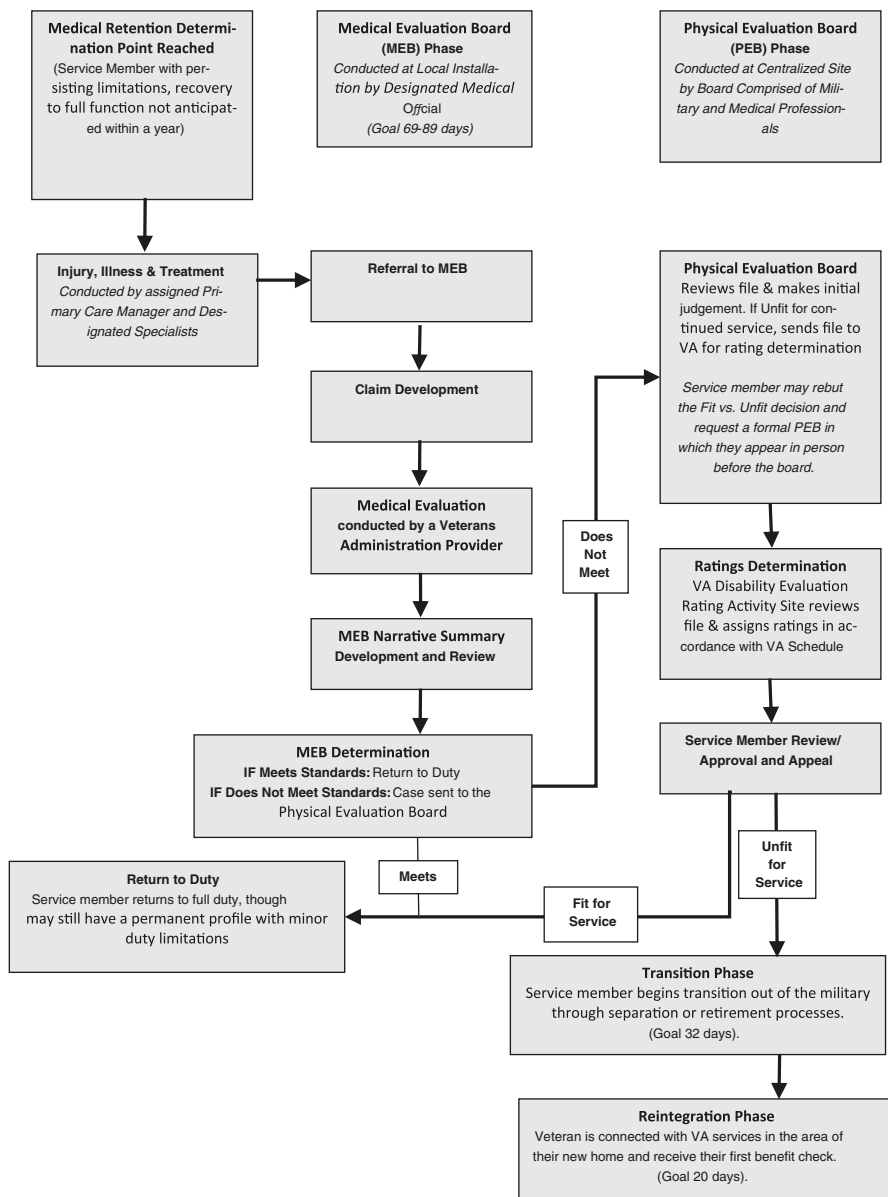 Medical Retention Determi-
nation Point Reached
(Service Member with per-
sisting limitations, recovery
to full function not anticipat-
ed within a year)
Medical Evaluation Board
(MEB) Phase
Conducted at Local Installa-
tion by Designated Medical
Offcial
(Goal 69-89 days)
Physical Evaluation Board
(PEB) Phase
Conducted at Centralized Site
by Board Comprised of Mili-
tary and Medical Profession-
als
Injury, Illness & Treatment
Conducted by assigned Pri-
mary Care Manager and Des-
ignated Specialists
Referral to MEB
Claim Development
Medical Evaluation
conducted by a Veterans
Administration Provider
MEB Narrative Summary
Development and Review
MEB Determination
IF Meets Standards: Return to Duty
IF Does Not Meet Standards: Case sent to the
Physical Evaluation Board
Does
Not
Meet
Physical Evaluation Board
Reviews file & makes initial
judgement. If Unfit for con-
tinued service, sends file to
VA for rating determination
Service member may rebut
the Fit vs. Unfit decision and
request a formal PEB in
which they appear in person
before the board.
Ratings Determination
VA Disability Evaluation
Rating Activity Site reviews
file & assigns ratings in ac-
cordance with VA Schedule
Service Member Review/
Approval and Appeal
Meets
Unfit
for
Service
Fit for
Service
Return to Duty
Service member returns to full duty, though
may still have a permanent profile with minor
duty limitations
Transition Phase
Service member begins transition out of the military
through separation or retirement processes.
(Goal 32 days).
Reintegration Phase
Veteran is connected with VA services in the area of
their new home and receive their first benefit check.
(Goal 20 days).